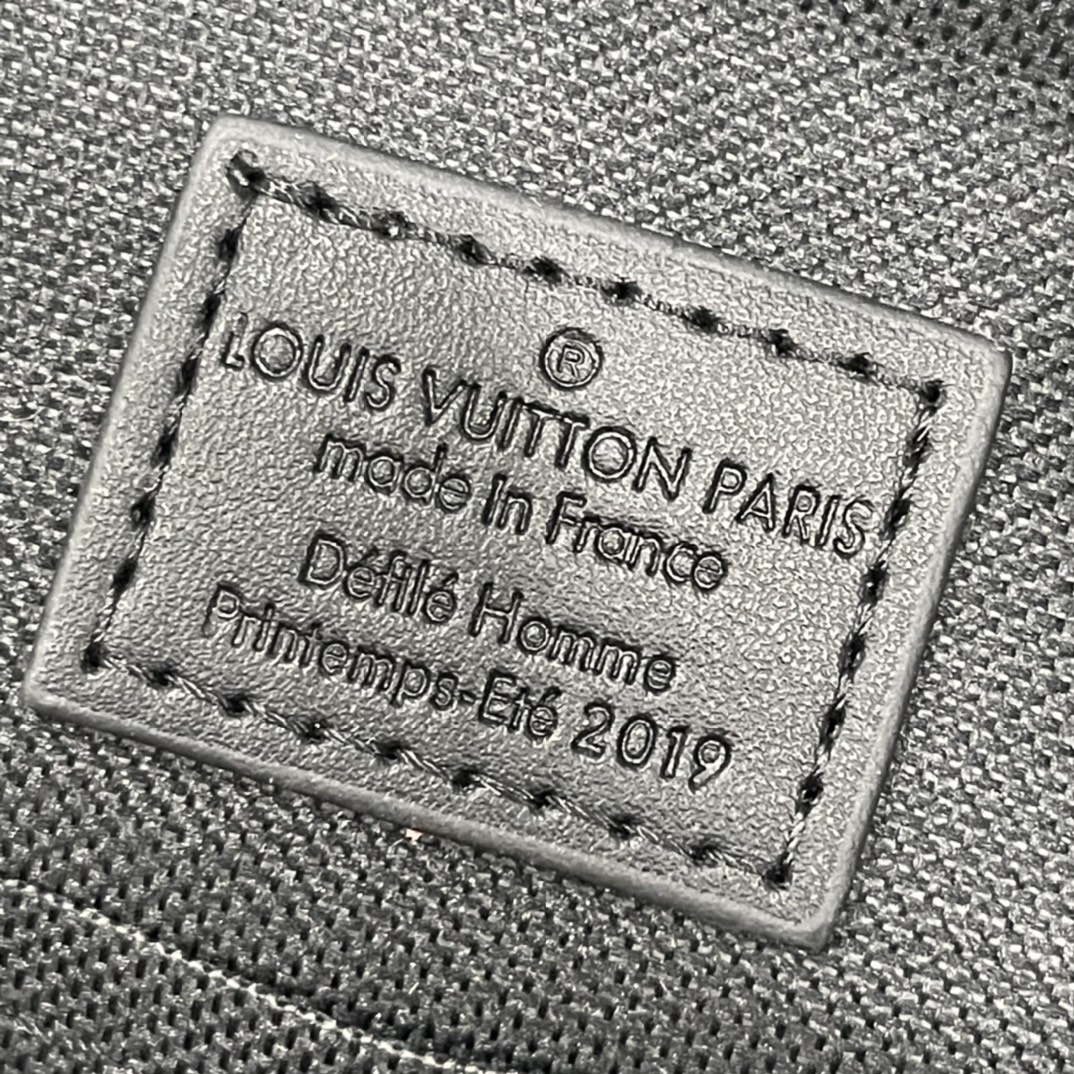 ®
LOUIS VUITTON PARIS
made in France
Défilé Homme
Printemps-Eté 2019